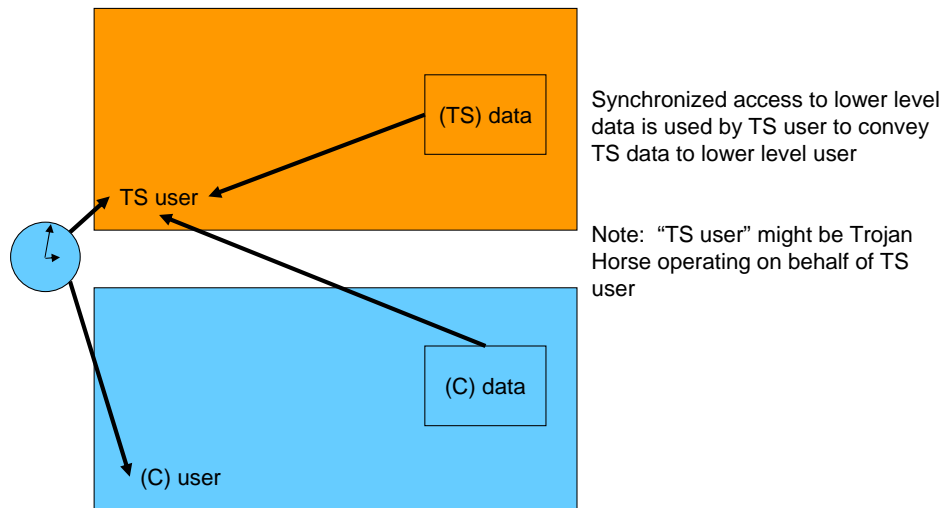 (TS) data
Synchronized access to lower level
data is used by TS user to convey
TS data to lower level user
TS user
Note:  “TS user” might be Trojan
Horse operating on behalf of TS
user
(C) data
(C) user